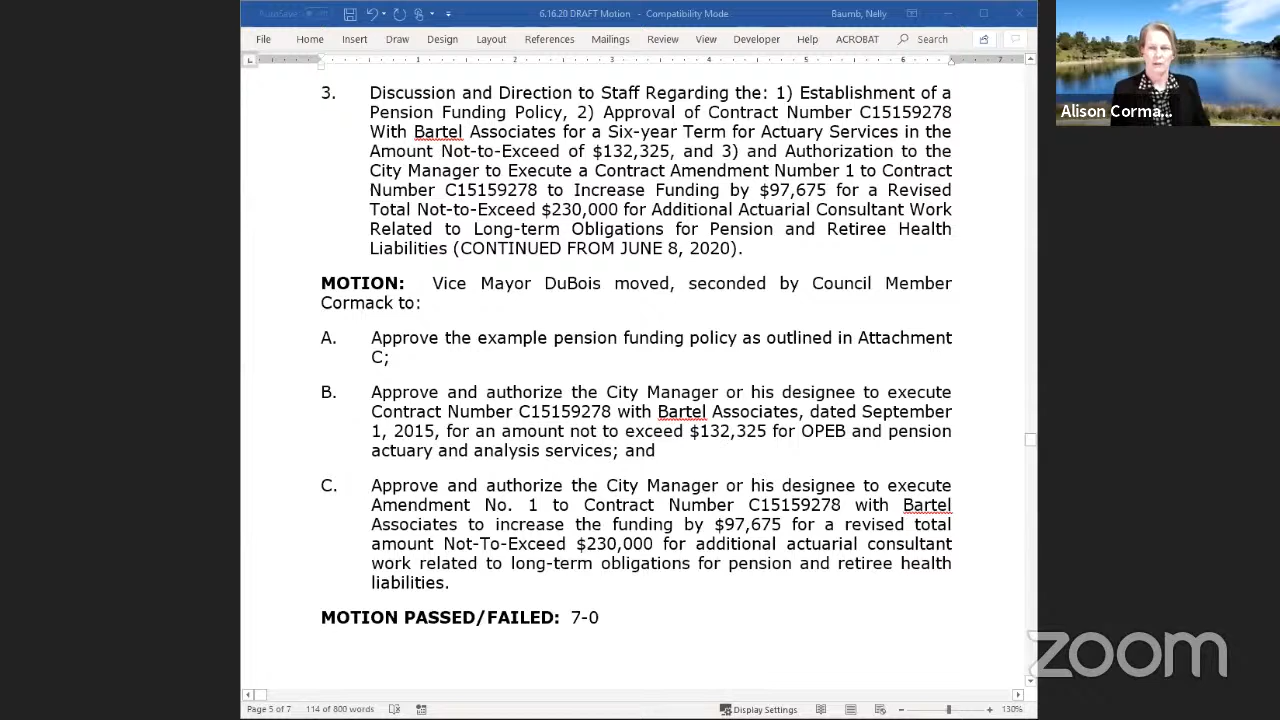 AutoSave Off
6.16.20 DRAFT Motion - Compatibility Mode
Baumb, Nelly
File Home Insert Draw Design Layout References Mailings Review View Developer Help ACROBAT Search
1 2 3 4 5 6 7
3. Discussion and Direction to Staff Regarding the: 1) Establishment of a
Pension Funding Policy, 2) Approval of Contract Number C15159278
With Bartel Associates for a Six-year Term for Actuary Services in the
Amount Not-to-Exceed of $132,325, and 3) and Authorization to the
City Manager to Execute a Contract Amendment Number 1 to Contract
Number C15159278 to Increase Funding by $97,675 for a Revised
Total Not-to-Exceed $230,000 for Additional Actuarial Consultant Work
Related to Long-term Obligations for Pension and Retiree Health
Liabilities (CONTINUED FROM JUNE 8, 2020).
MOTION: Vice Mayor DuBois moved, seconded by Council Member
Cormack to:
A. Approve the example pension funding policy as outlined in Attachment
C;
B. Approve and authorize the City Manager or his designee to execute
Contract Number C15159278 with Bartel Associates, dated September
1, 2015, for an amount not to exceed $132,325 for OPEB and pension
actuary and analysis services; and
C. Approve and authorize the City Manager or his designee to execute
Amendment No. 1 to Contract Number C15159278 with Bartel
Associates to increase the funding by $97,675 for a revised total
amount Not-To-Exceed $230,000 for additional actuarial consultant
work related to long-term obligations for pension and retiree health
liabilities.
MOTION PASSED/FAILED: 7-0
Page 5 of 7 114 of 800 words
Display Settings
130%
Alison Corma...
zoom